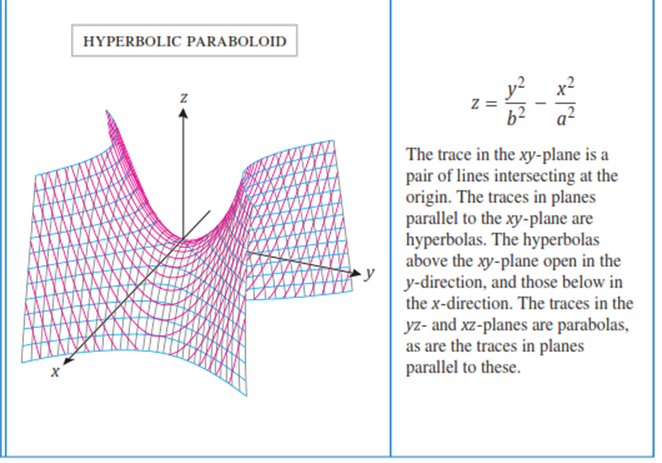 HYPERBOLIC PARABOLOID
z
y
x
z = y²/b² − x²/a²
The trace in the xy-plane is a
pair of lines intersecting at the
origin. The traces in planes
parallel to the xy-plane are
hyperbolas. The hyperbolas
above the xy-plane open in the
y-direction, and those below in
the x-direction. The traces in the
yz- and xz-planes are parabolas,
as are the traces in planes
parallel to these.